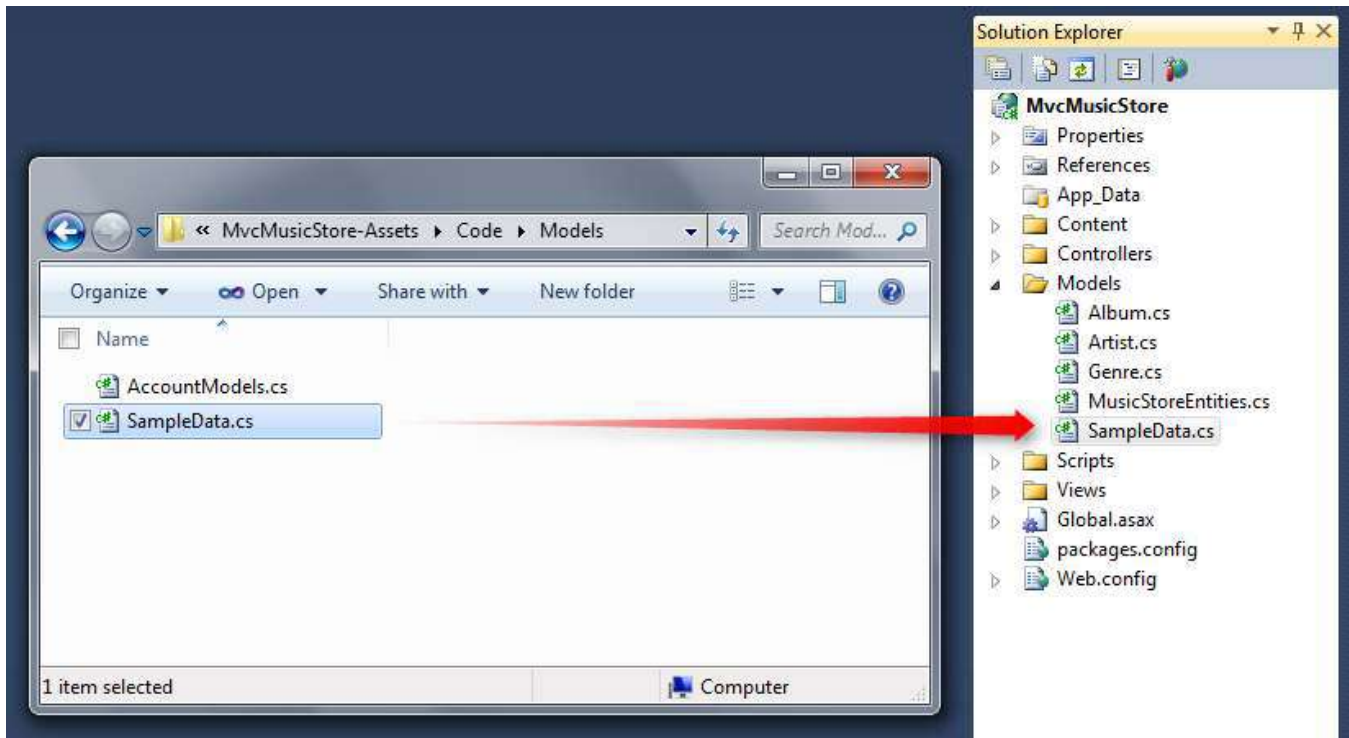 MvcMusicStore-Assets Code Models Search Mod...
Organize Open Share with New folder
Name
AccountModels.cs
SampleData.cs
1 item selected Computer
Solution Explorer
MvcMusicStore
Properties
References
App_Data
Content
Controllers
Models
Album.cs
Artist.cs
Genre.cs
MusicStoreEntities.cs
SampleData.cs
Scripts
Views
Global.asax
packages.config
Web.config